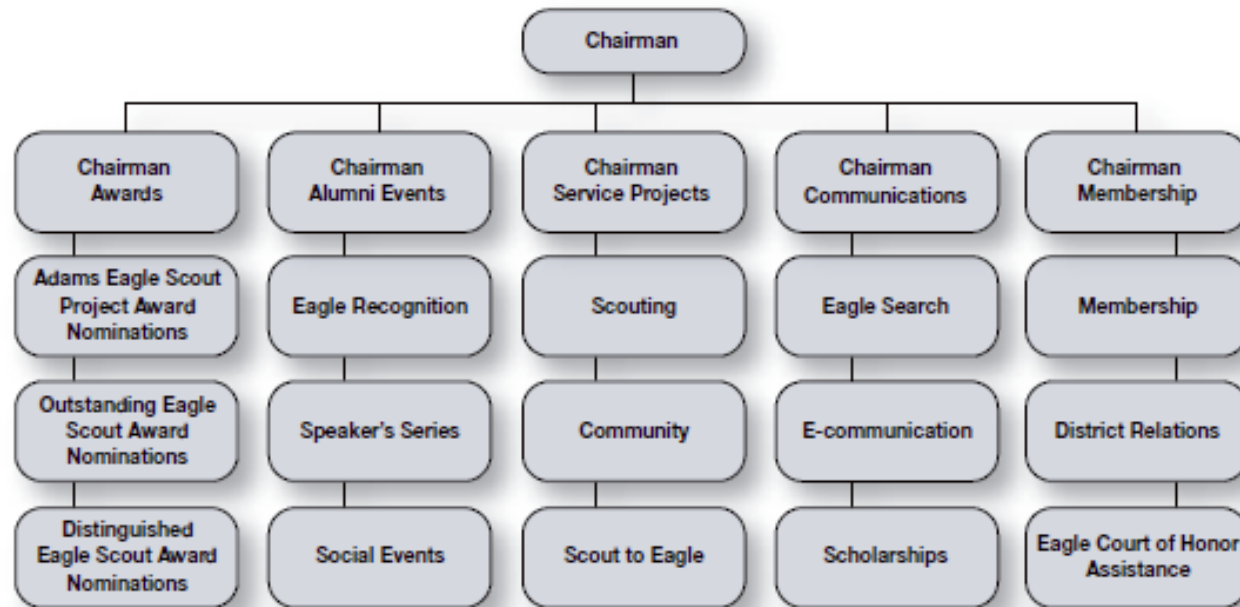 Chairman
Chairman
Awards
Chairman
Alumni Events
Chairman
Service Projects
Chairman
Communications
Chairman
Membership
Adams Eagle Scout
Project Award
Nominations
Eagle Recognition
Scouting
Eagle Search
Membership
Outstanding Eagle
Scout Award
Nominations
Speaker's Series
Community
E-communication
District Relations
Distinguished
Eagle Scout Award
Nominations
Social Events
Scout to Eagle
Scholarships
Eagle Court of Honor
Assistance